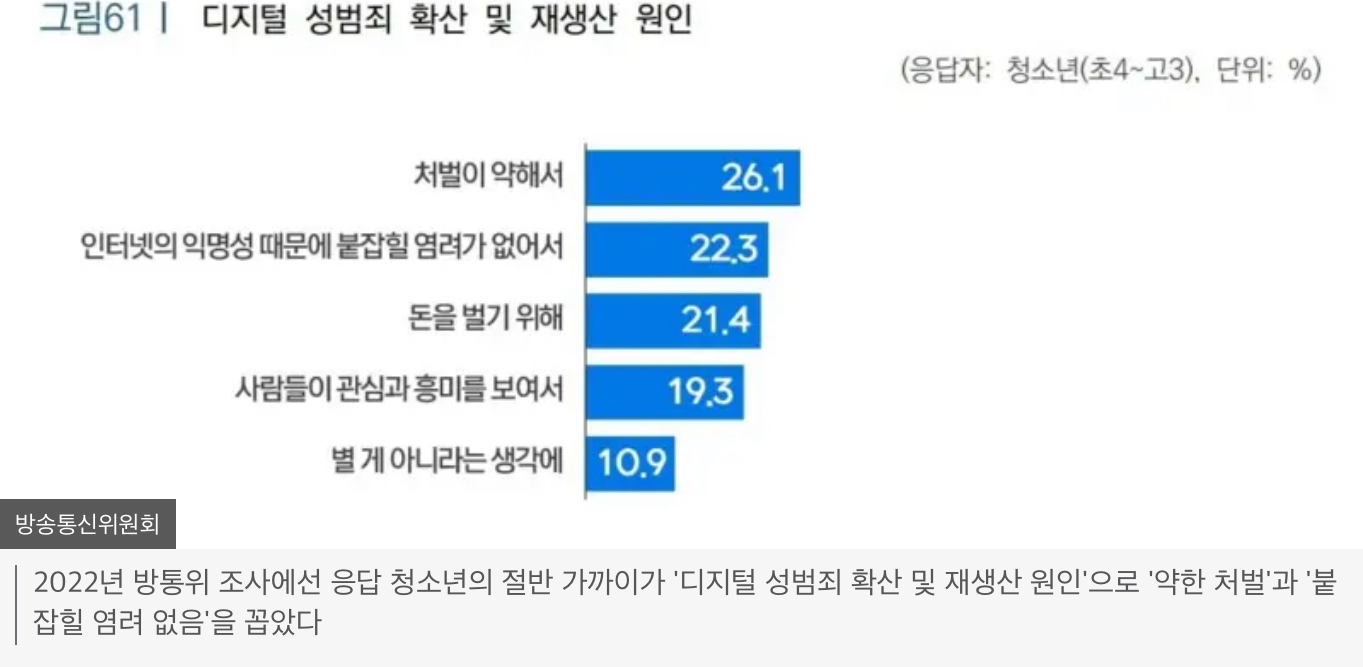 그림61 | 디지털 성범죄 확산 및 재생산 원인
(응답자: 청소년(초4~고3), 단위: %)
처벌이 약해서 26.1
인터넷의 익명성 때문에 붙잡힐 염려가 없어서 22.3
돈을 벌기 위해 21.4
사람들이 관심과 흥미를 보여서 19.3
별 게 아니라는 생각에 10.9
방송통신위원회
2022년 방통위 조사에선 응답 청소년의 절반 가까이가 '디지털 성범죄 확산 및 재생산 원인'으로 '약한 처벌'과 '붙
잡힐 염려 없음'을 꼽았다